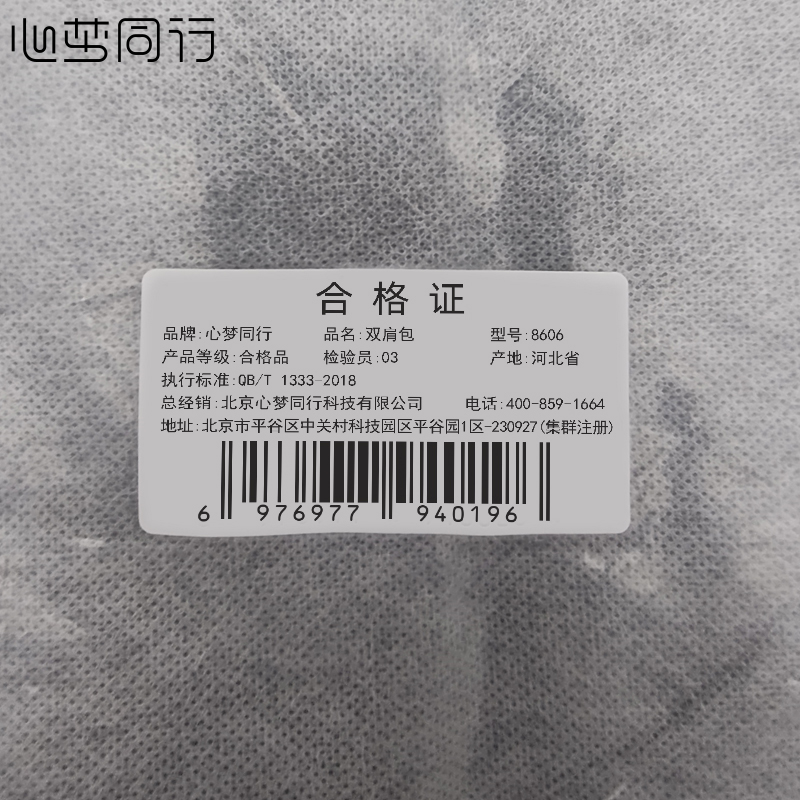 心梦同行
合格证
品牌:心梦同行 品名:双肩包 型号:8606
产品等级:合格品 检验员:03 产地:河北省
执行标准:QB/T 1333-2018
总经销:北京心梦同行科技有限公司 电话:400-859-1664
地址:北京市平谷区中关村科技园区平谷园1区-230927(集群注册)
6 976977 940196